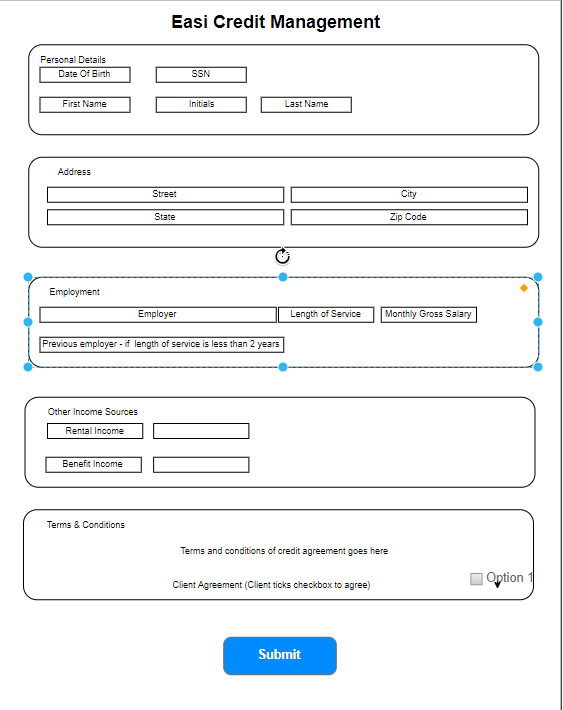 Easi Credit Management
Personal Details
Date Of Birth SSN
First Name Initials Last Name
Address
Street City
State Zip Code
Employment
Employer Length of Service Monthly Gross Salary
Previous employer - if length of service is less than 2 years
Other Income Sources
Rental Income
Benefit Income
Terms & Conditions
Terms and conditions of credit agreement goes here
Option 1
Client Agreement (Client ticks checkbox to agree)
Submit